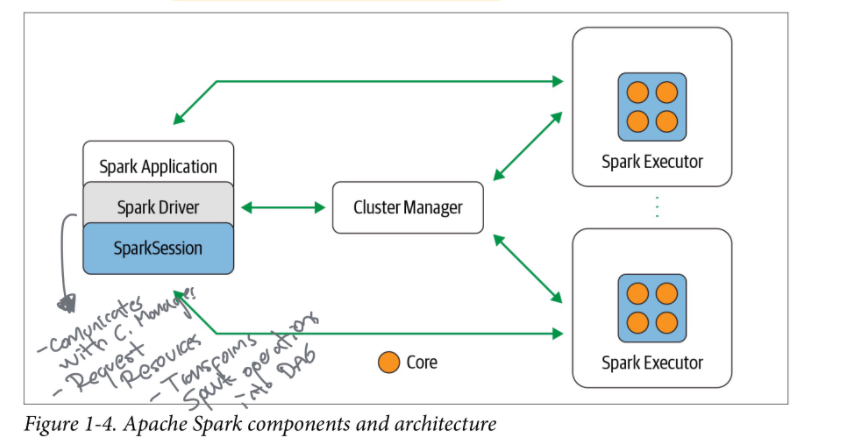 Spark Application
Spark Driver
SparkSession
Cluster Manager
Spark Executor
Spark Executor
Core
-Comunicates
with C. Manager
- Request
Resources
- Transforms
Spark operations
into DAG
Figure 1-4. Apache Spark components and architecture